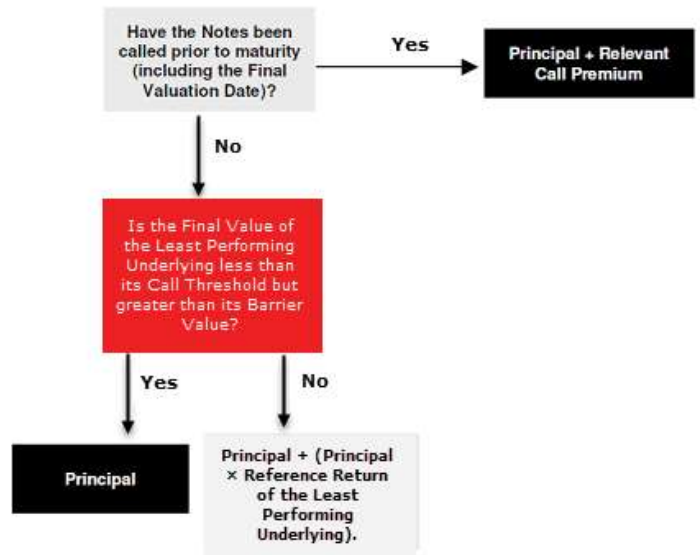 Have the Notes been
called prior to maturity
(including the Final
Valuation Date)?
Yes
Principal + Relevant
Call Premium
No
Is the Final Value of
the Least Performing
Underlying less than
its Call Threshold but
greater than its Barrier
Value?
Yes
No
Principal
Principal + (Principal
× Reference Return
of the Least
Performing
Underlying).